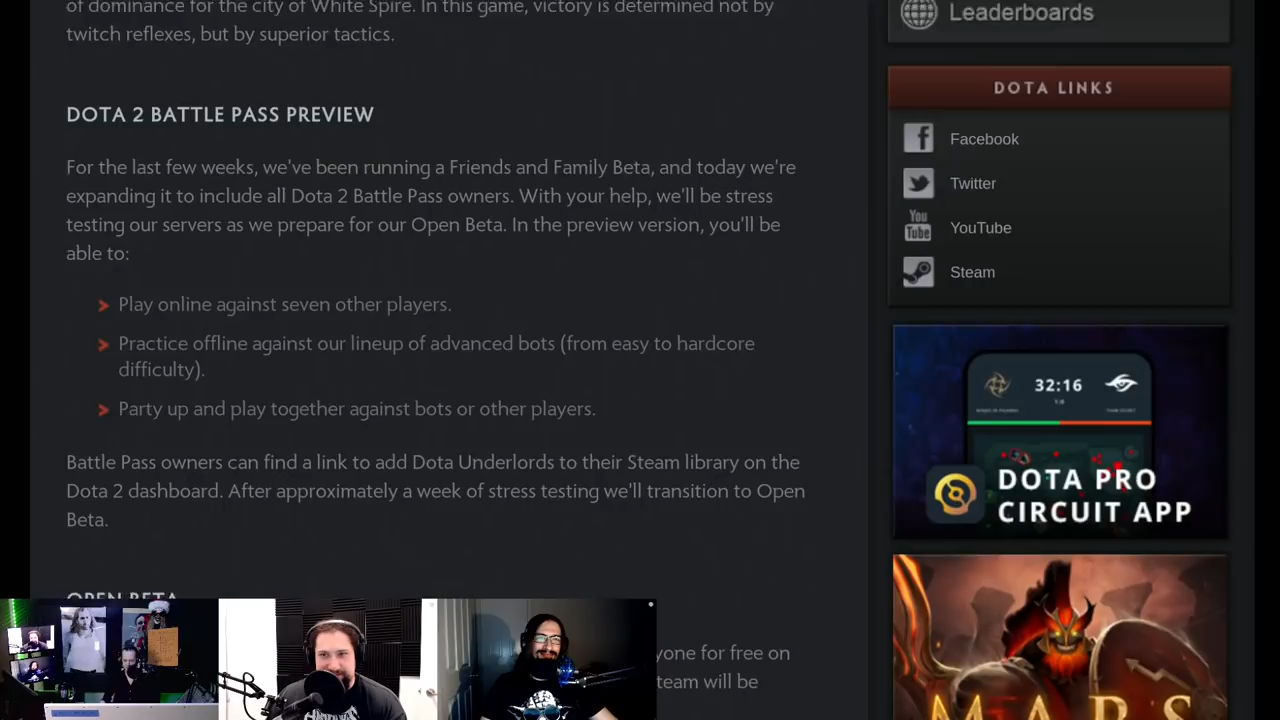 of dominance for the city of White Spire. In this game, victory is determined not by
twitch reflexes, but by superior tactics.
DOTA 2 BATTLE PASS PREVIEW
For the last few weeks, we've been running a Friends and Family Beta, and today we're
expanding it to include all Dota 2 Battle Pass owners. With your help, we'll be stress
testing our servers as we prepare for our Open Beta. In the preview version, you'll be
able to:
Play online against seven other players.
Practice offline against our lineup of advanced bots (from easy to hardcore
difficulty).
Party up and play together against bots or other players.
Battle Pass owners can find a link to add Dota Underlords to their Steam library on the
Dota 2 dashboard. After approximately a week of stress testing we'll transition to Open
Beta.
OPEN BETA
yone for free on
team will be
Leaderboards
DOTA LINKS
Facebook
Twitter
You
Tube
YouTube
Steam
32:16
DOTA PRO
CIRCUIT APP
MARS